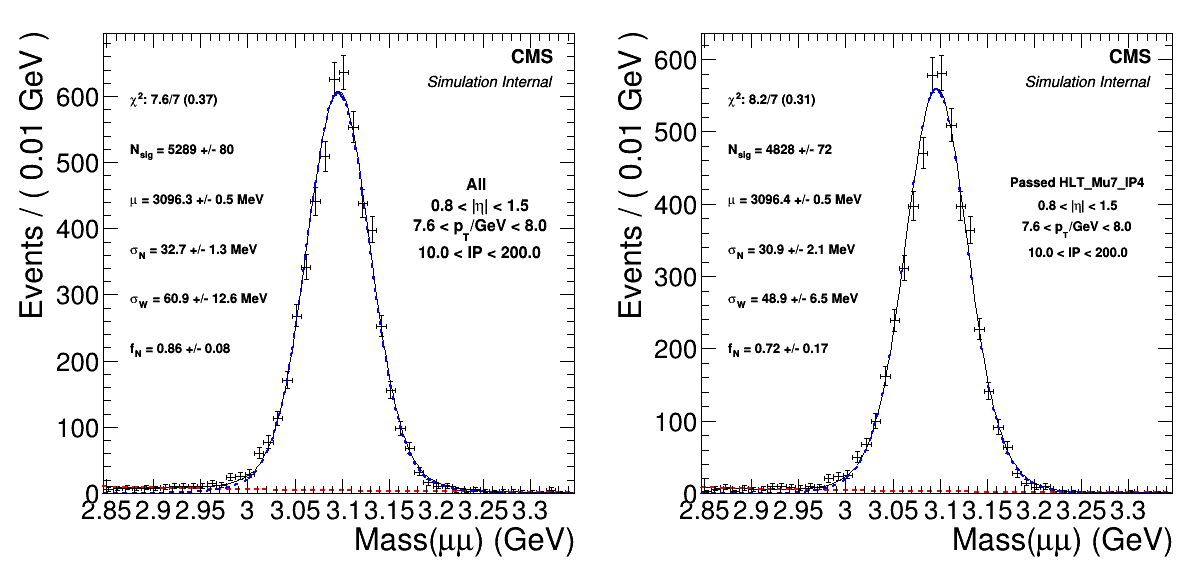 Events / ( 0.01 GeV )
600
500
400
300
200
100
0
CMS
Simulation Internal
χ²: 7.6/7 (0.37)
N_sig = 5289 +/- 80
μ = 3096.3 +/- 0.5 MeV
σ_N = 32.7 +/- 1.3 MeV
σ_W = 60.9 +/- 12.6 MeV
f_N = 0.86 +/- 0.08
All
0.8 < |η| < 1.5
7.6 < p_T/GeV < 8.0
10.0 < IP < 200.0
2.85 2.9 2.95 3 3.05 3.1 3.15 3.2 3.25 3.3
Mass(μμ) (GeV)
Events / ( 0.01 GeV )
600
500
400
300
200
100
0
CMS
Simulation Internal
χ²: 8.2/7 (0.31)
N_sig = 4828 +/- 72
μ = 3096.4 +/- 0.5 MeV
σ_N = 30.9 +/- 2.1 MeV
σ_W = 48.9 +/- 6.5 MeV
f_N = 0.72 +/- 0.17
Passed HLT_Mu7_IP4
0.8 < |η| < 1.5
7.6 < p_T/GeV < 8.0
10.0 < IP < 200.0
2.85 2.9 2.95 3 3.05 3.1 3.15 3.2 3.25 3.3
Mass(μμ) (GeV)